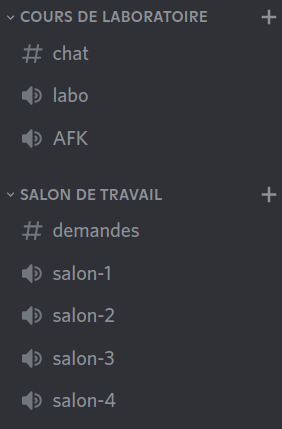 COURS DE LABORATOIRE
# chat
labo
AFK
SALON DE TRAVAIL
# demandes
salon-1
salon-2
salon-3
salon-4